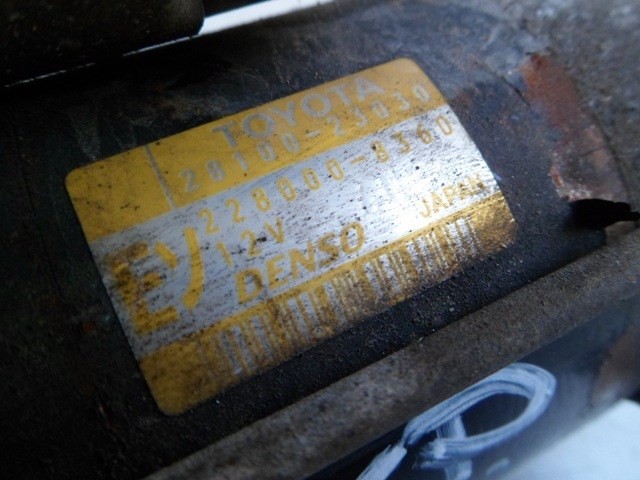 TOYOTA
28100-23030
228000-8360
12V
DENSO
JAPAN